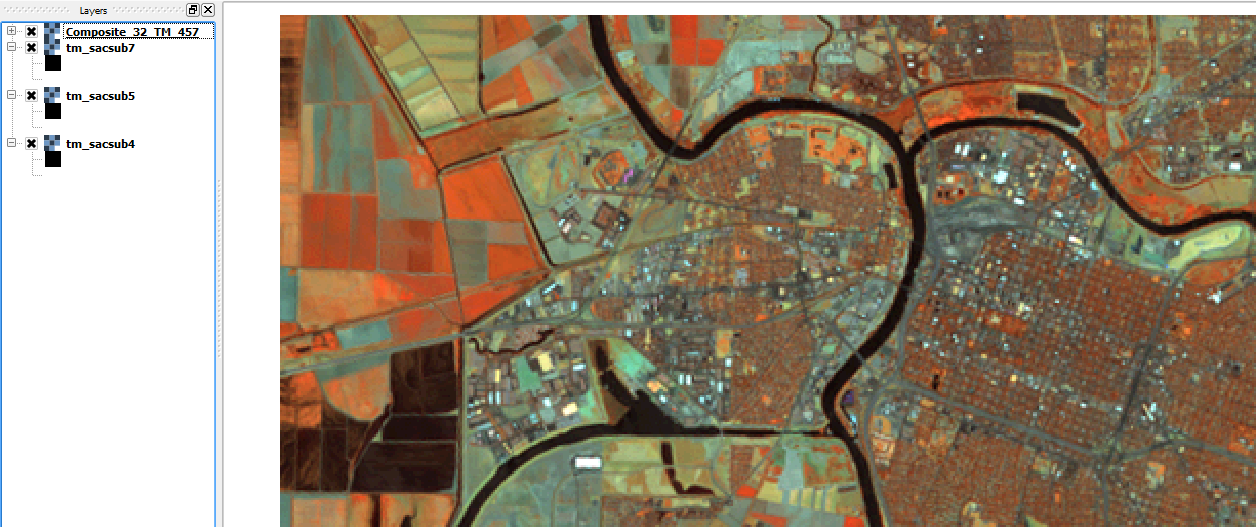 Layers
Composite_32_TM_457
tm_sacsub7
tm_sacsub5
tm_sacsub4